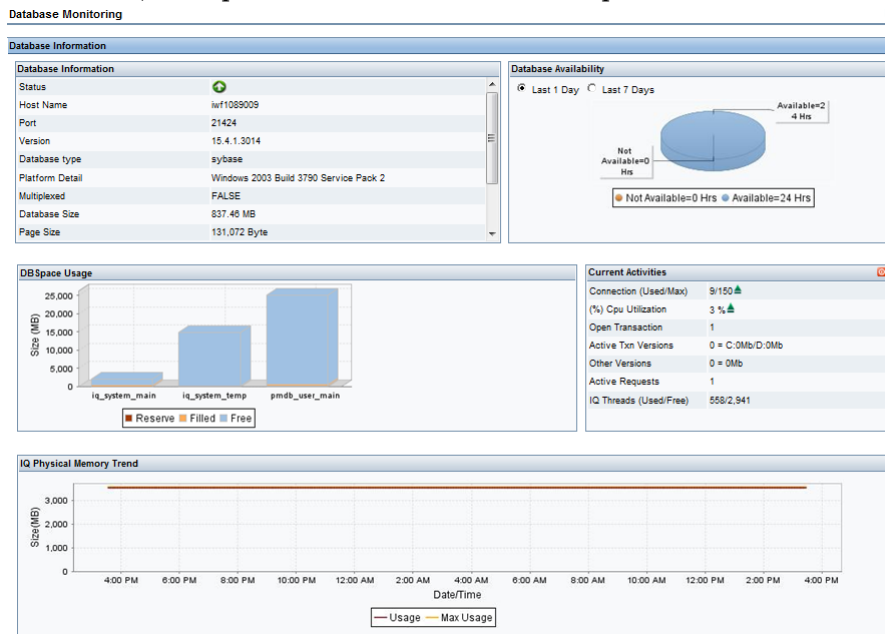 Database Monitoring
Database Information
Database Information
Status
Host Name iwf1089009
Port 21424
Version 15.4.1.3014
Database type sybase
Platform Detail Windows 2003 Build 3790 Service Pack 2
Multiplexed FALSE
Database Size 837.46 MB
Page Size 131,072 Byte
Database Availability
Last 1 Day Last 7 Days
Available=2
4 Hrs
Not
Available=0
Hrs
Not Available=0 Hrs Available=24 Hrs
DBSpace Usage
Size (MB)
25,000
20,000
15,000
10,000
5,000
0
iq_system_main iq_system_temp pmdb_user_main
Reserve Filled Free
Current Activities
Connection (Used/Max) 9/150
(%) Cpu Utilization 3 %
Open Transaction 1
Active Txn Versions 0 = C:0Mb/D:0Mb
Other Versions 0 = 0Mb
Active Requests 1
IQ Threads (Used/Free) 558/2,941
IQ Physical Memory Trend
Size(MB)
3,000
2,000
1,000
0
4:00 PM 6:00 PM 8:00 PM 10:00 PM 12:00 AM 2:00 AM 4:00 AM 6:00 AM 8:00 AM 10:00 AM 12:00 PM 2:00 PM 4:00 PM
Date/Time
Usage Max Usage